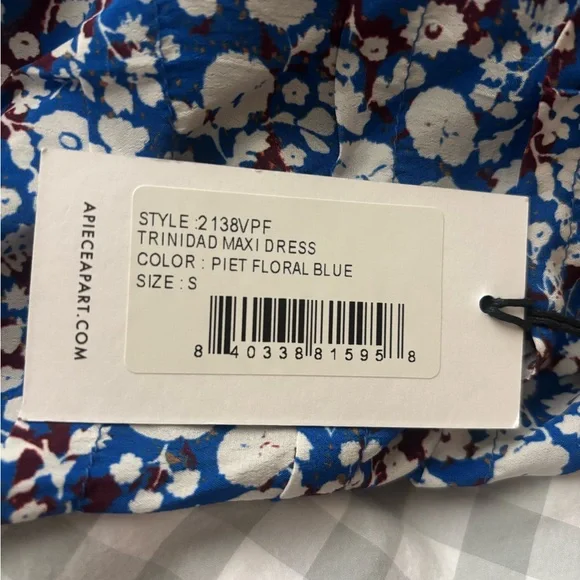 STYLE :2138VPF
TRINIDAD MAXI DRESS
COLOR : PIET FLORAL BLUE
SIZE : S
8 40338 81595 8
APIECEAPART.COM